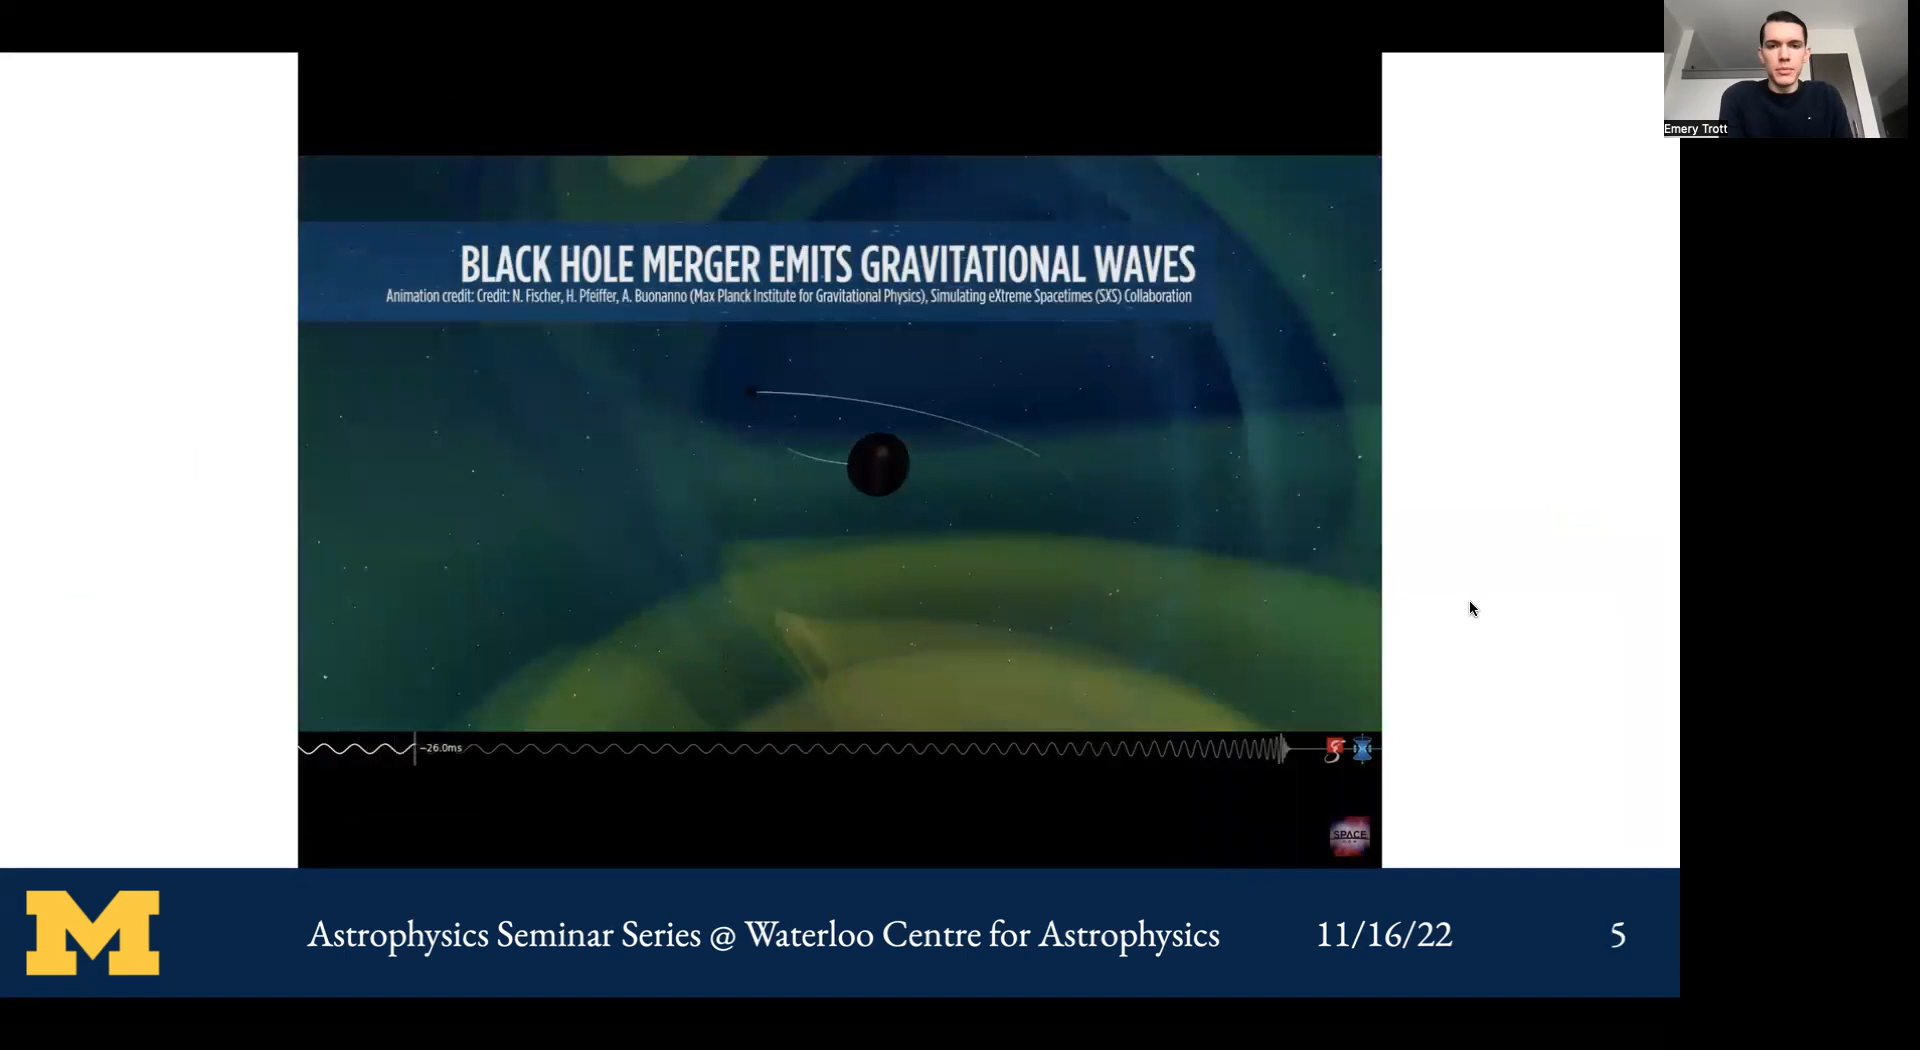 Emery Trott
BLACK HOLE MERGER EMITS GRAVITATIONAL WAVES
Animation credit: Credit: N. Fischer, H. Pfeiffer, A. Buonanno (Max Planck Institute for Gravitational Physics), Simulating eXtreme Spacetimes (SXS) Collaboration
−26.0ms
SPACE
M
Astrophysics Seminar Series @ Waterloo Centre for Astrophysics
11/16/22
5